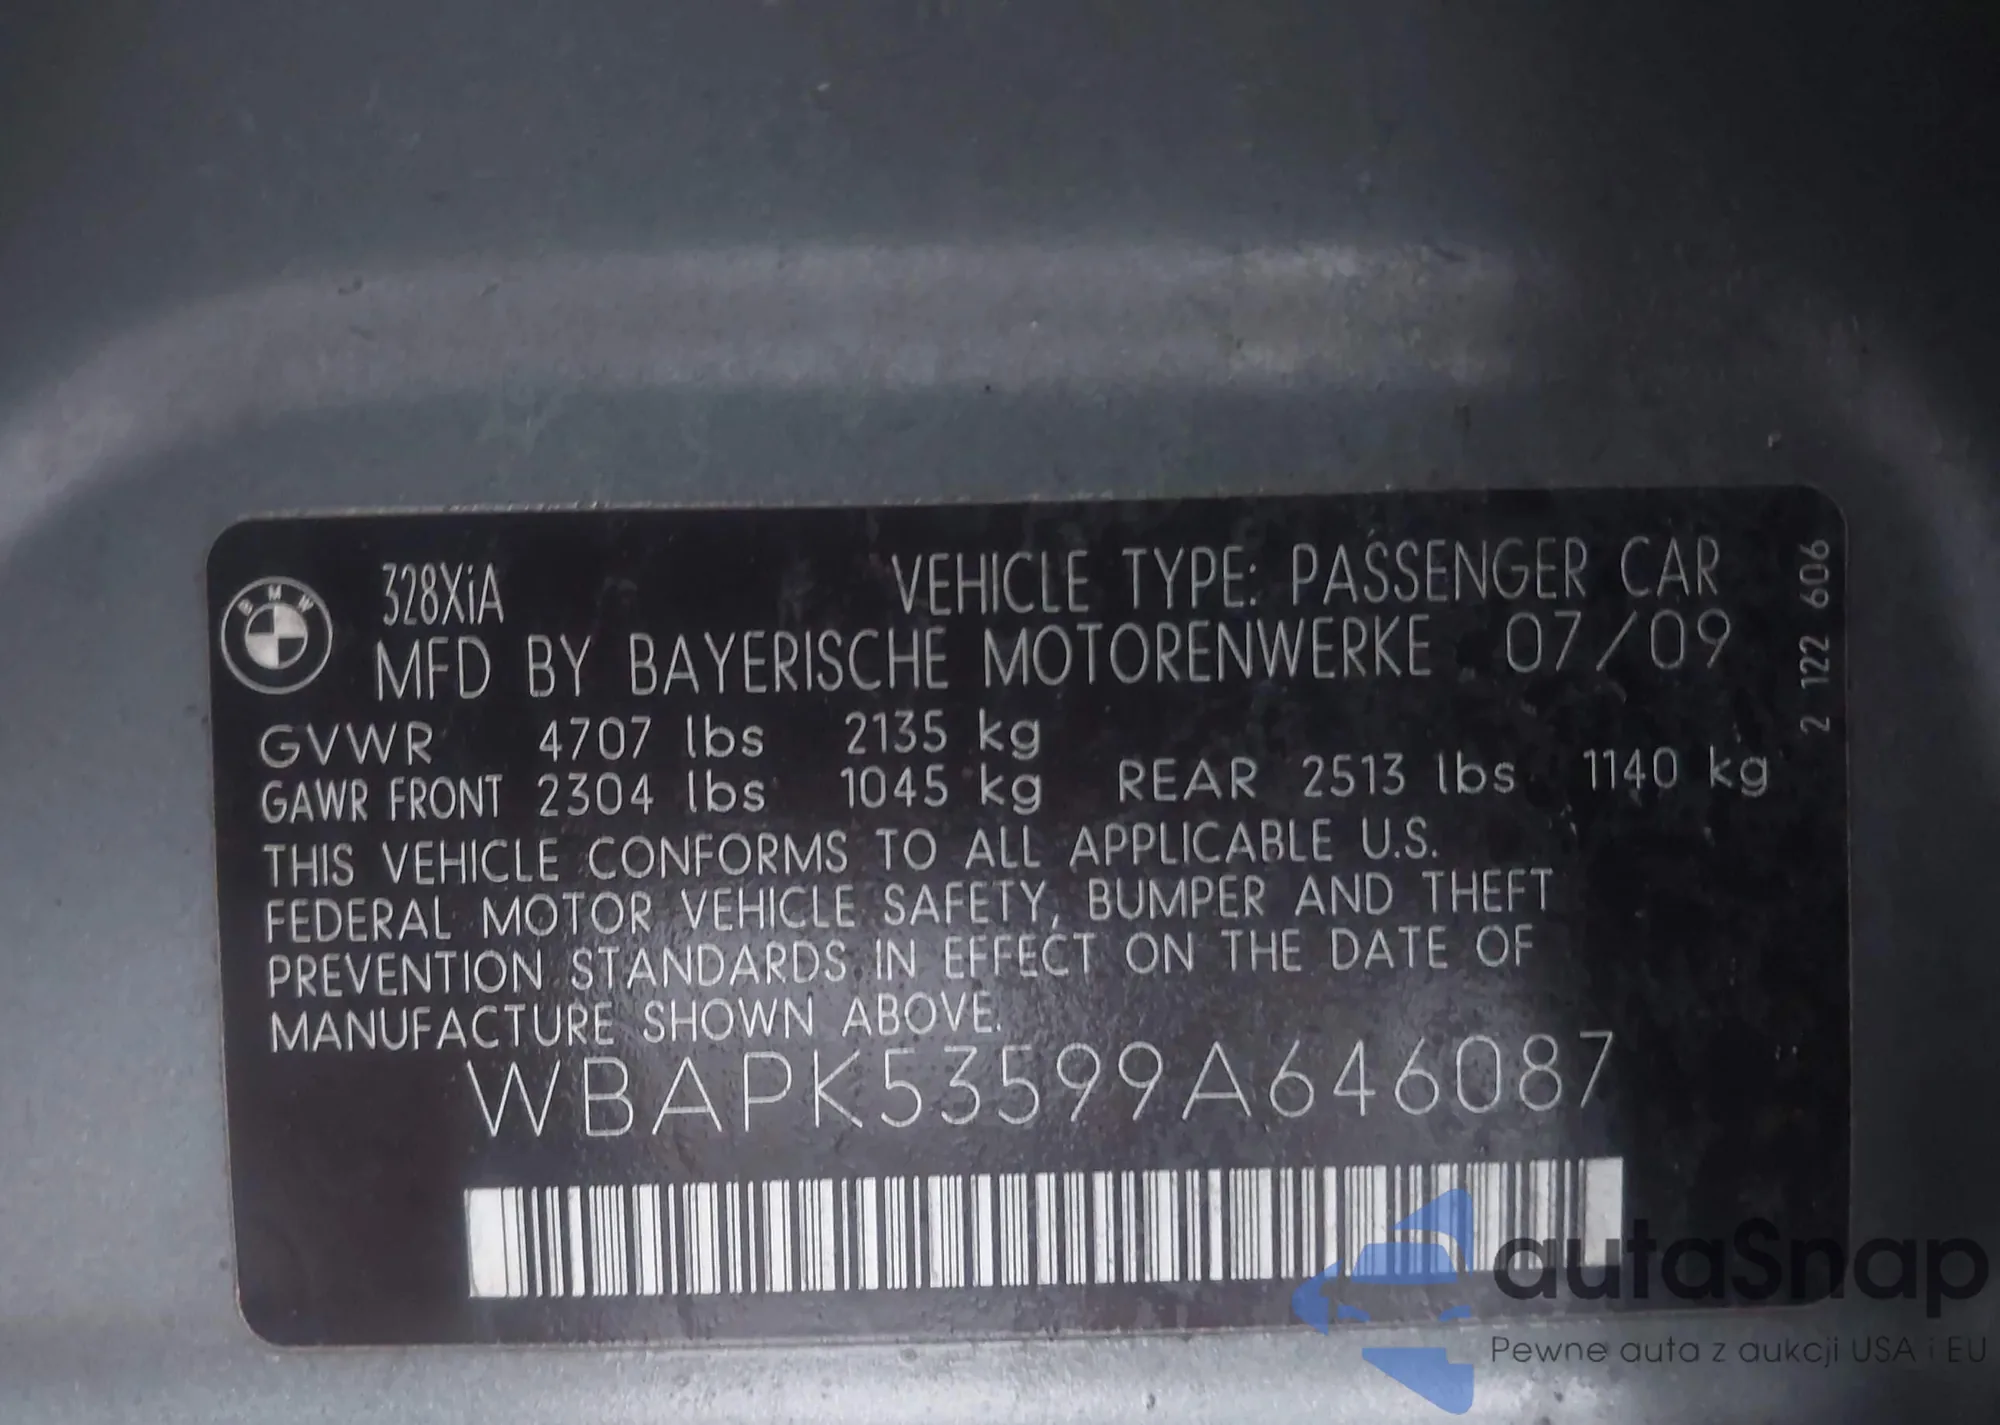 BMW
328XiA VEHICLE TYPE: PASSENGER CAR
MFD BY BAYERISCHE MOTORENWERKE 07/09
GVWR 4707 lbs 2135 kg
GAWR FRONT 2304 lbs 1045 kg REAR 2513 lbs 1140 kg
THIS VEHICLE CONFORMS TO ALL APPLICABLE U.S.
FEDERAL MOTOR VEHICLE SAFETY, BUMPER AND THEFT
PREVENTION STANDARDS IN EFFECT ON THE DATE OF
MANUFACTURE SHOWN ABOVE.
WBAPK53599A646087
2 122 606
autaSnap
Pewne auta z aukcji USA i EU